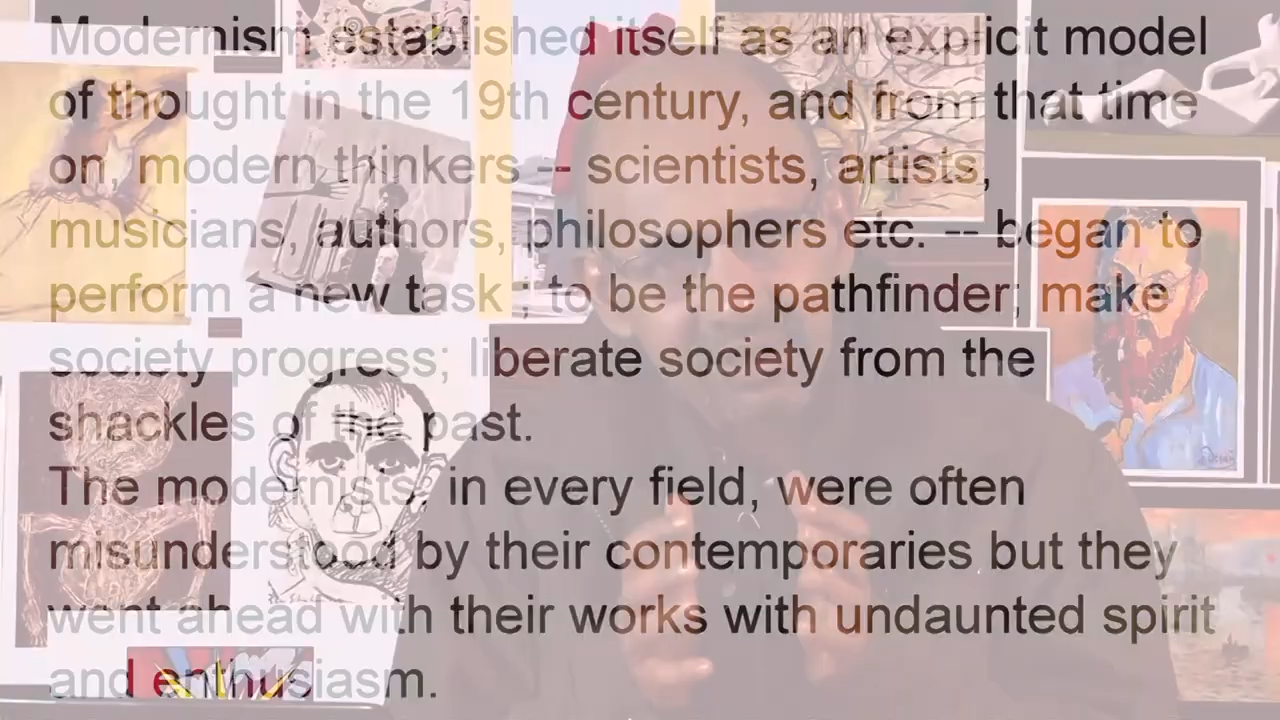 Modernism established itself as an explicit model
of thought in the 19th century, and from that time
on, modern thinkers -- scientists, artists,
musicians, authors, philosophers etc. -- began to
perform a new task ; to be the pathfinder; make
society progress; liberate society from the
shackles of the past.
The modernists, in every field, were often
misunderstood by their contemporaries but they
went ahead with their works with undaunted spirit
and enthusiasm.